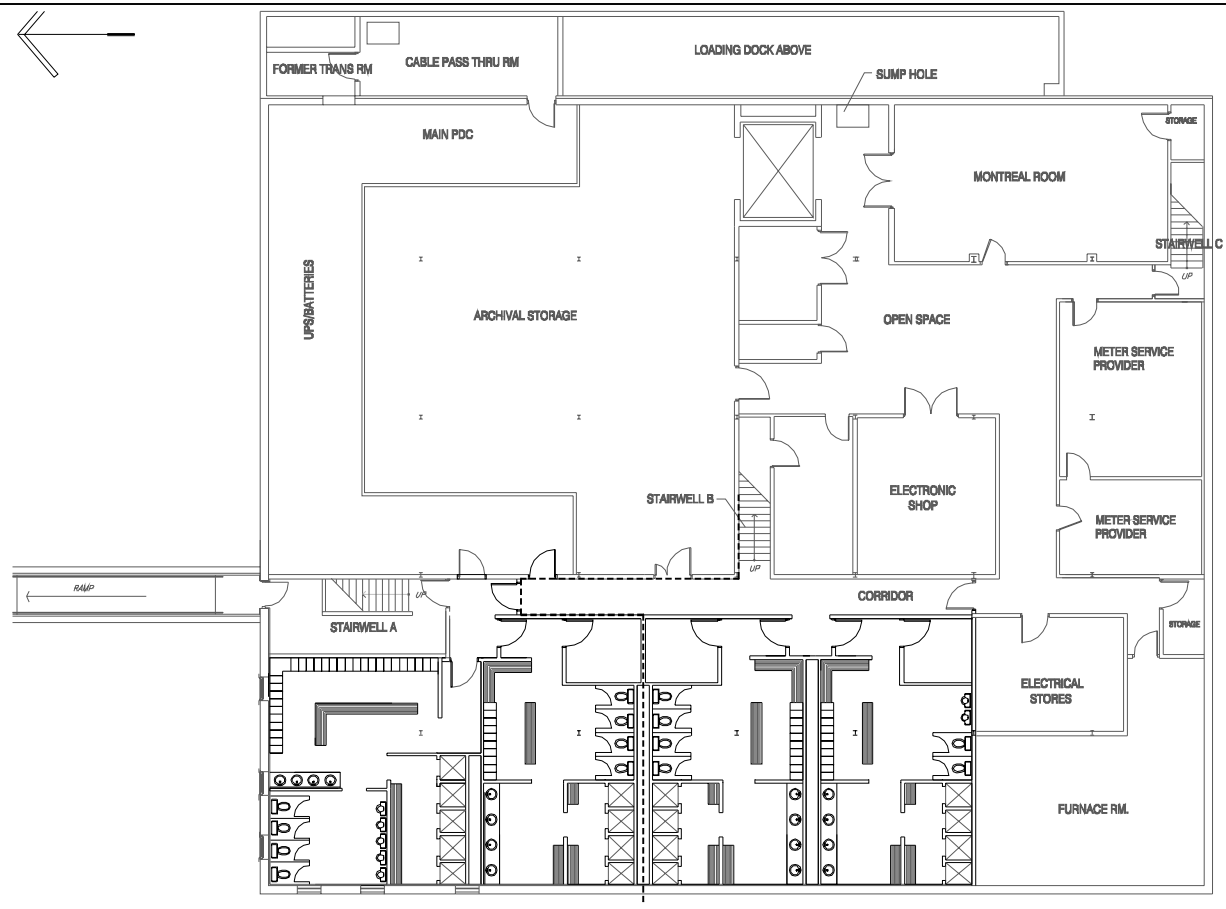 LOADING DOCK ABOVE
FORMER TRANS RM
CABLE PASS THRU RM
SUMP HOLE
MAIN PDC
STORAGE
MONTREAL ROOM
STAIRWELL C
UP
UPS/BATTERIES
ARCHIVAL STORAGE
OPEN SPACE
METER SERVICE
PROVIDER
ELECTRONIC
SHOP
STAIRWELL B
METER SERVICE
PROVIDER
UP
RAMP
UP
CORRIDOR
STAIRWELL A
STORAGE
ELECTRICAL
STORES
FURNACE RM.